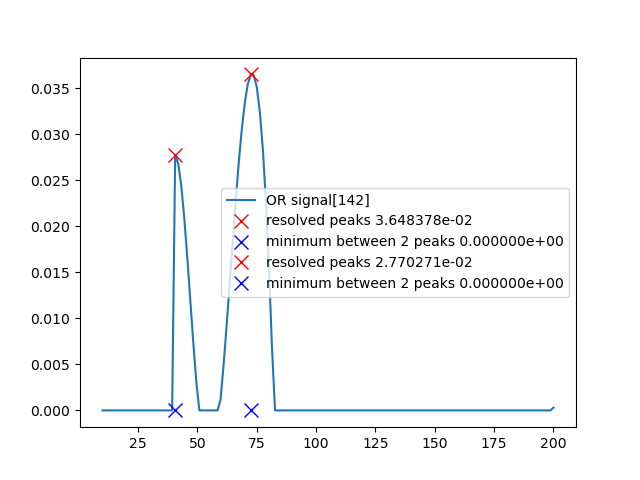 0.035
0.030
0.025
0.020
0.015
0.010
0.005
0.000
OR signal[142]
resolved peaks 3.648378e-02
minimum between 2 peaks 0.000000e+00
resolved peaks 2.770271e-02
minimum between 2 peaks 0.000000e+00
25 50 75 100 125 150 175 200